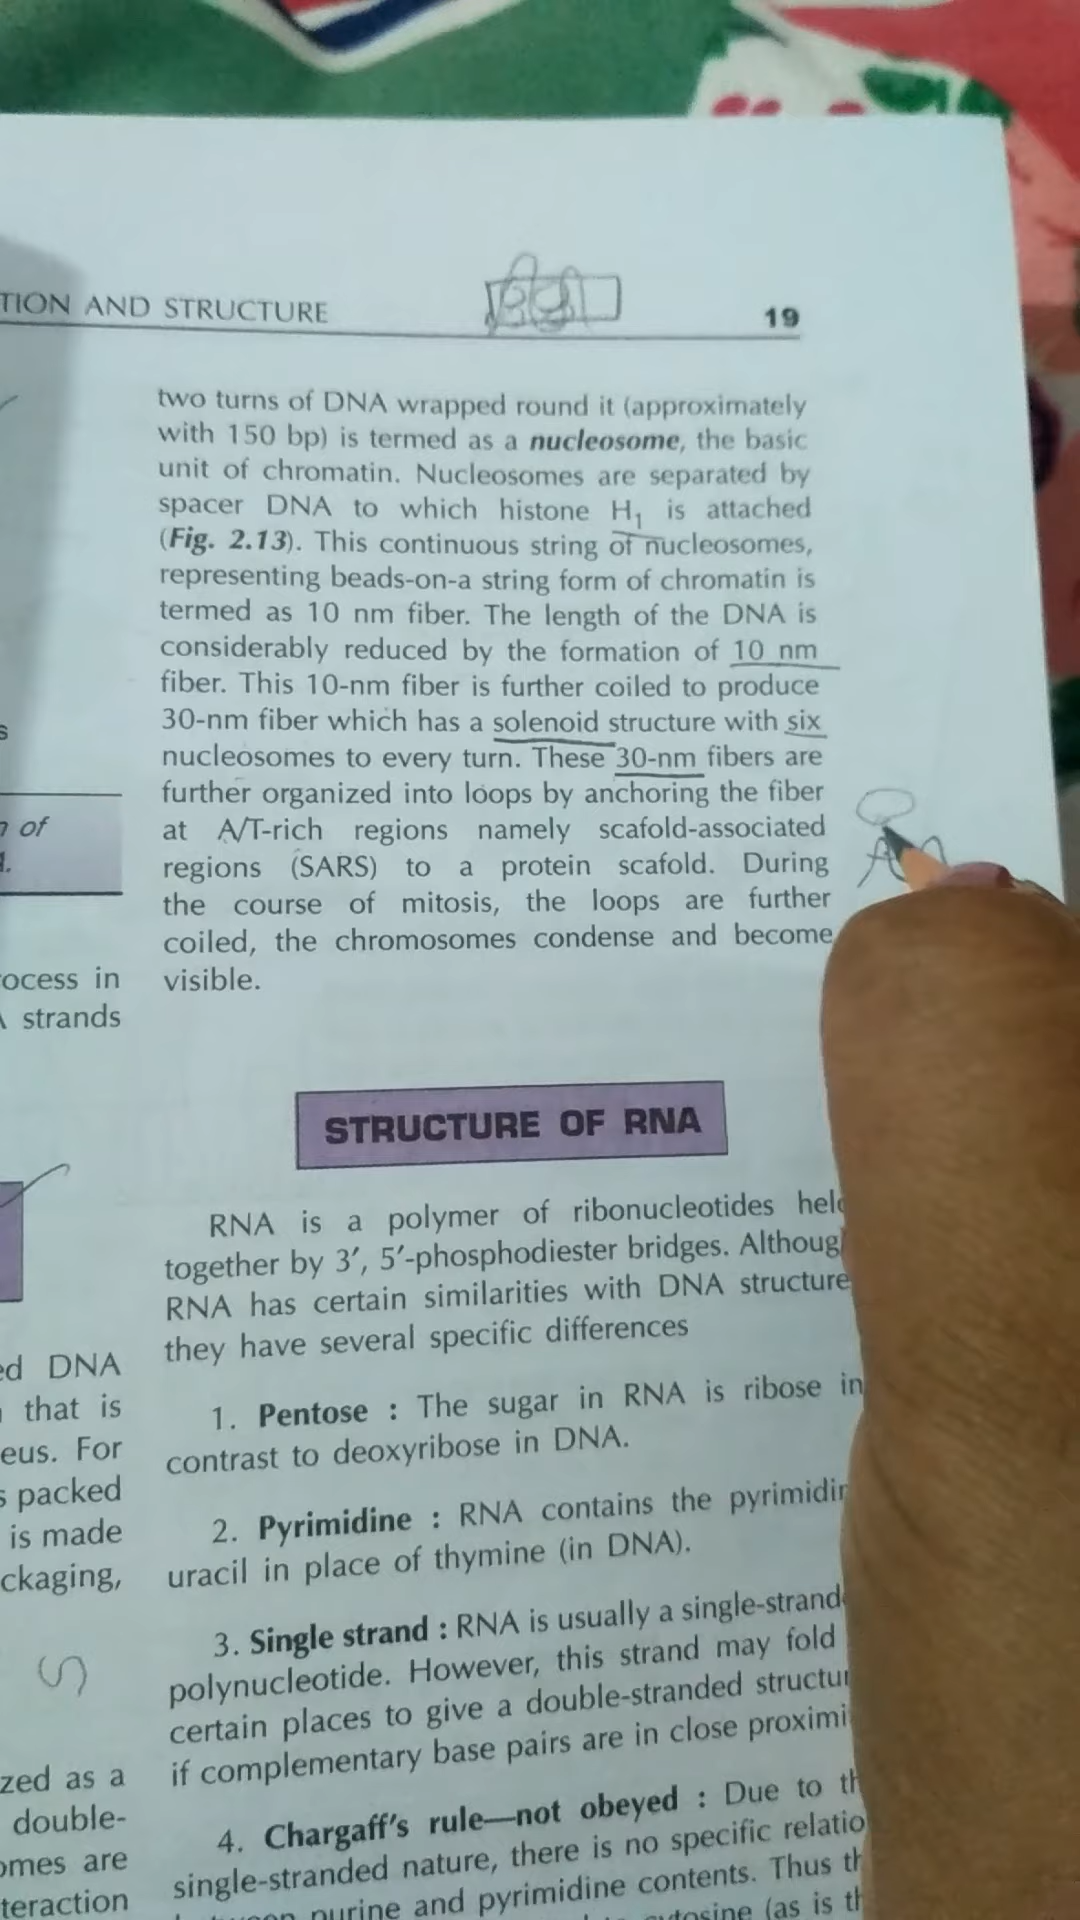 TION AND STRUCTURE
19
two turns of DNA wrapped round it (approximately
with 150 bp) is termed as a nucleosome, the basic
unit of chromatin. Nucleosomes are separated by
spacer DNA to which histone H₁ is attached
(Fig. 2.13). This continuous string of nucleosomes,
representing beads-on-a string form of chromatin is
termed as 10 nm fiber. The length of the DNA is
considerably reduced by the formation of 10 nm
fiber. This 10-nm fiber is further coiled to produce
30-nm fiber which has a solenoid structure with six
nucleosomes to every turn. These 30-nm fibers are
further organized into loops by anchoring the fiber
at A/T-rich regions namely scafold-associated
regions (SARS) to a protein scafold. During
the course of mitosis, the loops are further
coiled, the chromosomes condense and become
visible.
STRUCTURE OF RNA
RNA is a polymer of ribonucleotides hel
together by 3′, 5′-phosphodiester bridges. Althoug
RNA has certain similarities with DNA structure
they have several specific differences
1. Pentose : The sugar in RNA is ribose in
contrast to deoxyribose in DNA.
2. Pyrimidine : RNA contains the pyrimidi
uracil in place of thymine (in DNA).
3. Single strand : RNA is usually a single-strand
polynucleotide. However, this strand may fold
certain places to give a double-stranded structu
if complementary base pairs are in close proximi
4. Chargaff's rule—not obeyed : Due to th
single-stranded nature, there is no specific relatio
purine and pyrimidine contents. Thus th
(as is th
s
of
ocess in
strands
ed DNA
that is
eus. For
s packed
is made
ckaging,
zed as a
double-
omes are
teraction